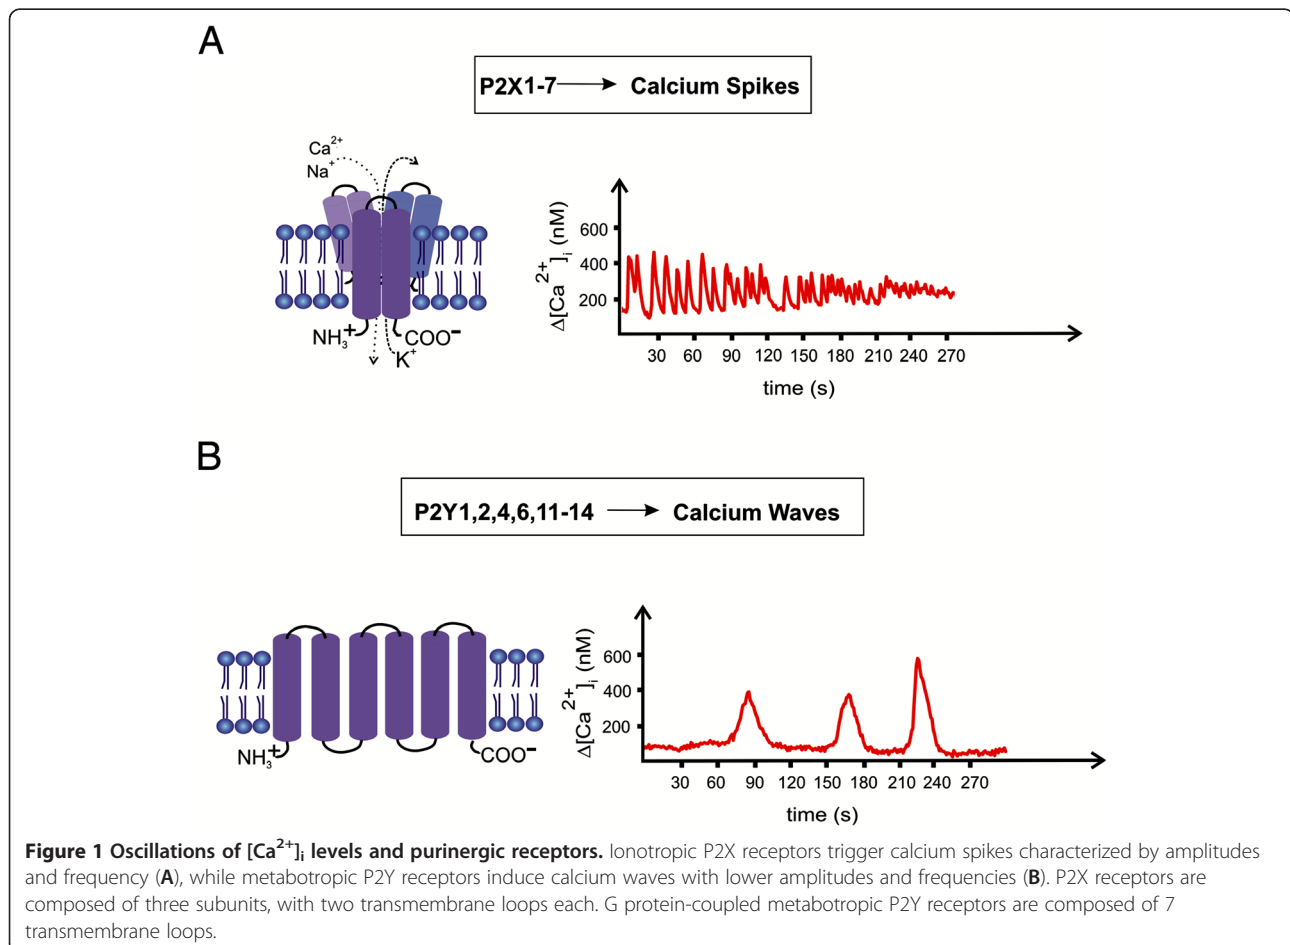 A
P2X1-7 → Calcium Spikes
Ca²⁺
Na⁺
NH₃⁺
COO⁻
K⁺
Δ[Ca²⁺]ᵢ (nM)
600
400
200
30 60 90 120 150 180 210 240 270
time (s)
B
P2Y1,2,4,6,11-14 → Calcium Waves
NH₃⁺
COO⁻
Δ[Ca²⁺]ᵢ (nM)
600
400
200
30 60 90 120 150 180 210 240 270
time (s)
Figure 1 Oscillations of [Ca²⁺]ᵢ levels and purinergic receptors. Ionotropic P2X receptors trigger calcium spikes characterized by amplitudes
and frequency (A), while metabotropic P2Y receptors induce calcium waves with lower amplitudes and frequencies (B). P2X receptors are
composed of three subunits, with two transmembrane loops each. G protein-coupled metabotropic P2Y receptors are composed of 7
transmembrane loops.